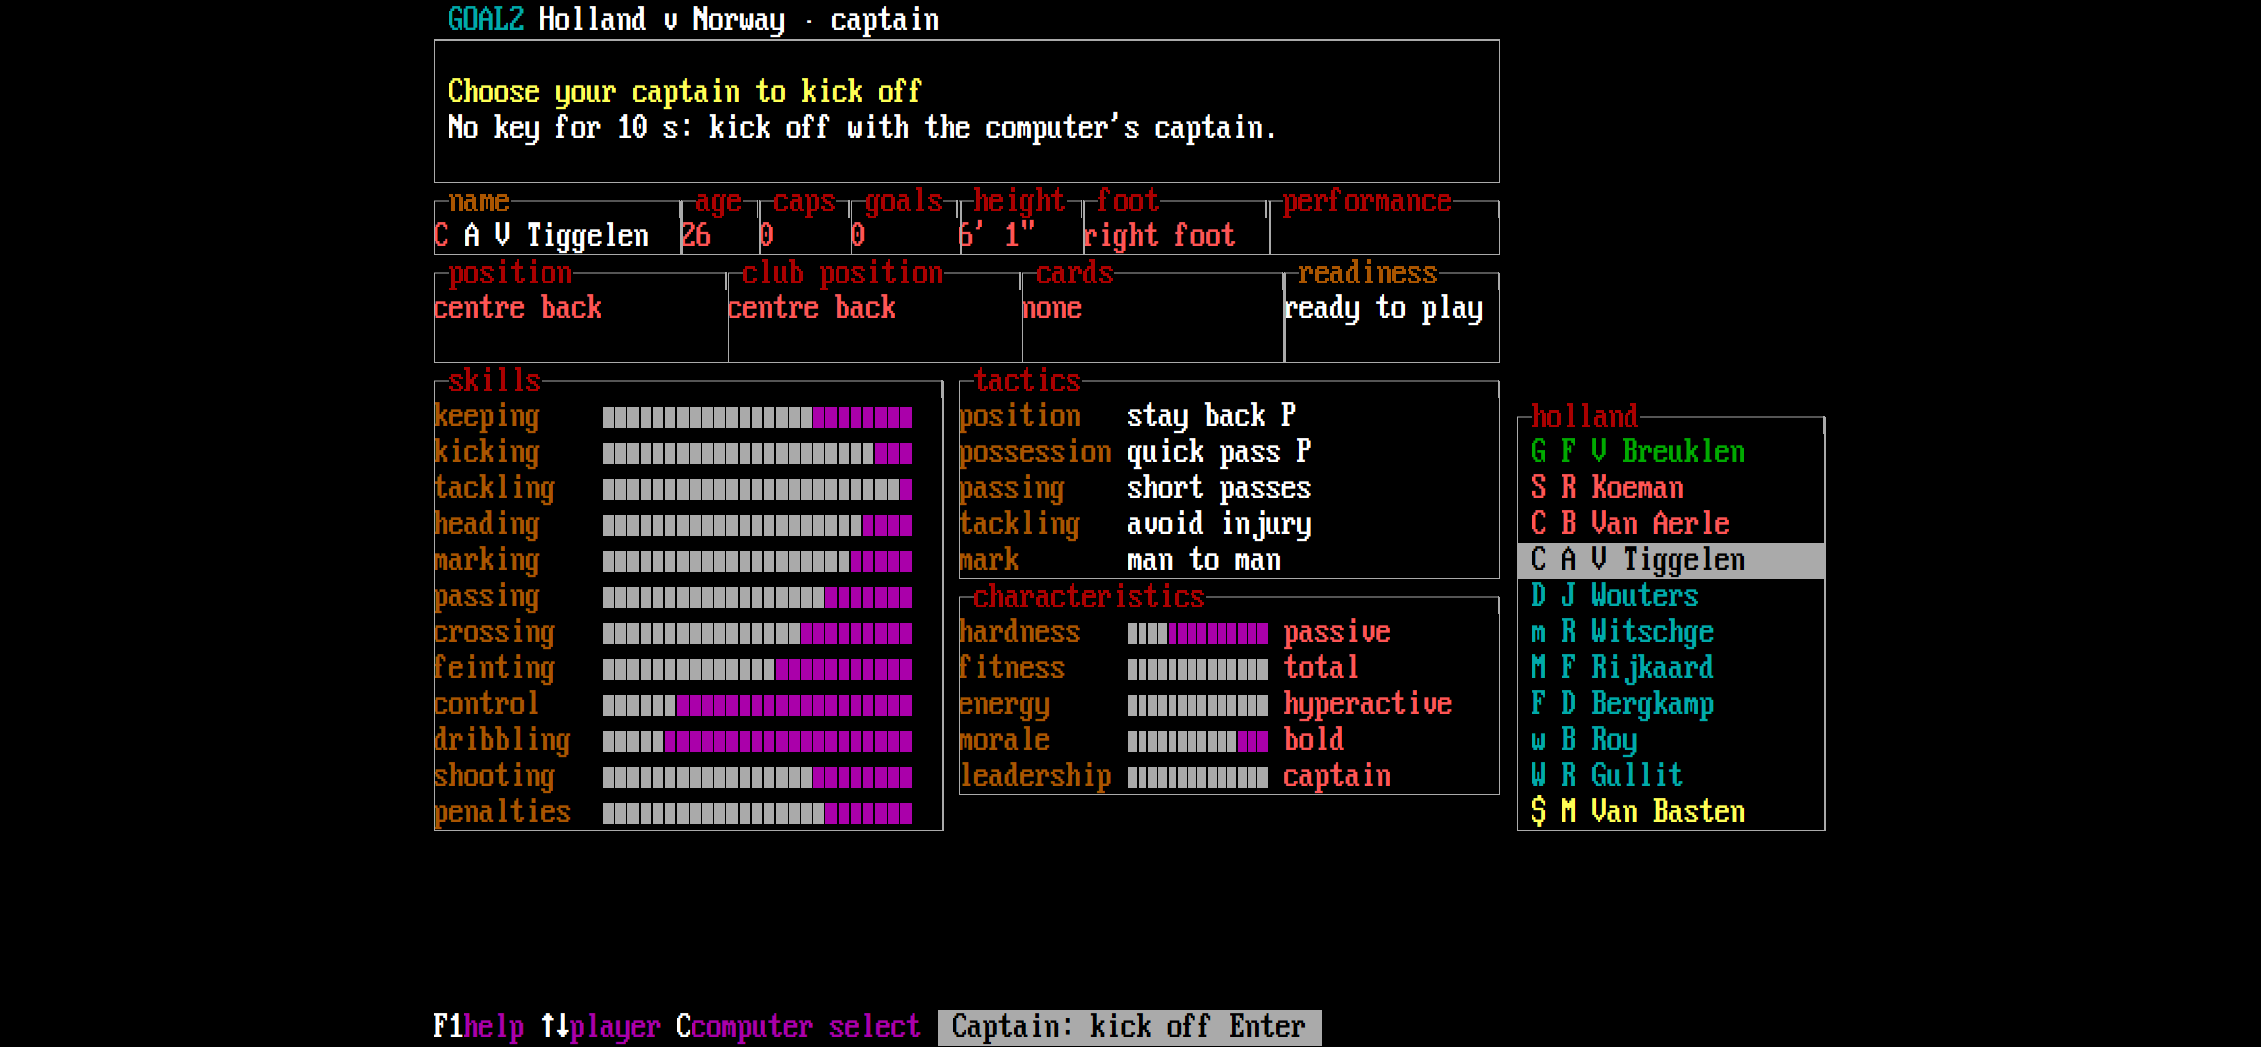 GOAL2 Holland v Norway · captain
Choose your captain to kick off
No key for 10 s: kick off with the computer's captain.
name age caps goals height foot performance
C A V Tiggelen 26 0 0 6' 1" right foot
position club position cards readiness
centre back centre back none ready to play
skills
keeping
kicking
tackling
heading
marking
passing
crossing
feinting
control
dribbling
shooting
penalties
tactics
position stay back P
possession quick pass P
passing short passes
tackling avoid injury
mark man to man
characteristics
hardness passive
fitness total
energy hyperactive
morale bold
leadership captain
holland
G F V Breuklen
S R Koeman
C B Van Aerle
C A V Tiggelen
D J Wouters
m R Witschge
M F Rijkaard
F D Bergkamp
w B Roy
W R Gullit
$ M Van Basten
F1help ↑↓player Ccomputer select Captain: kick off Enter